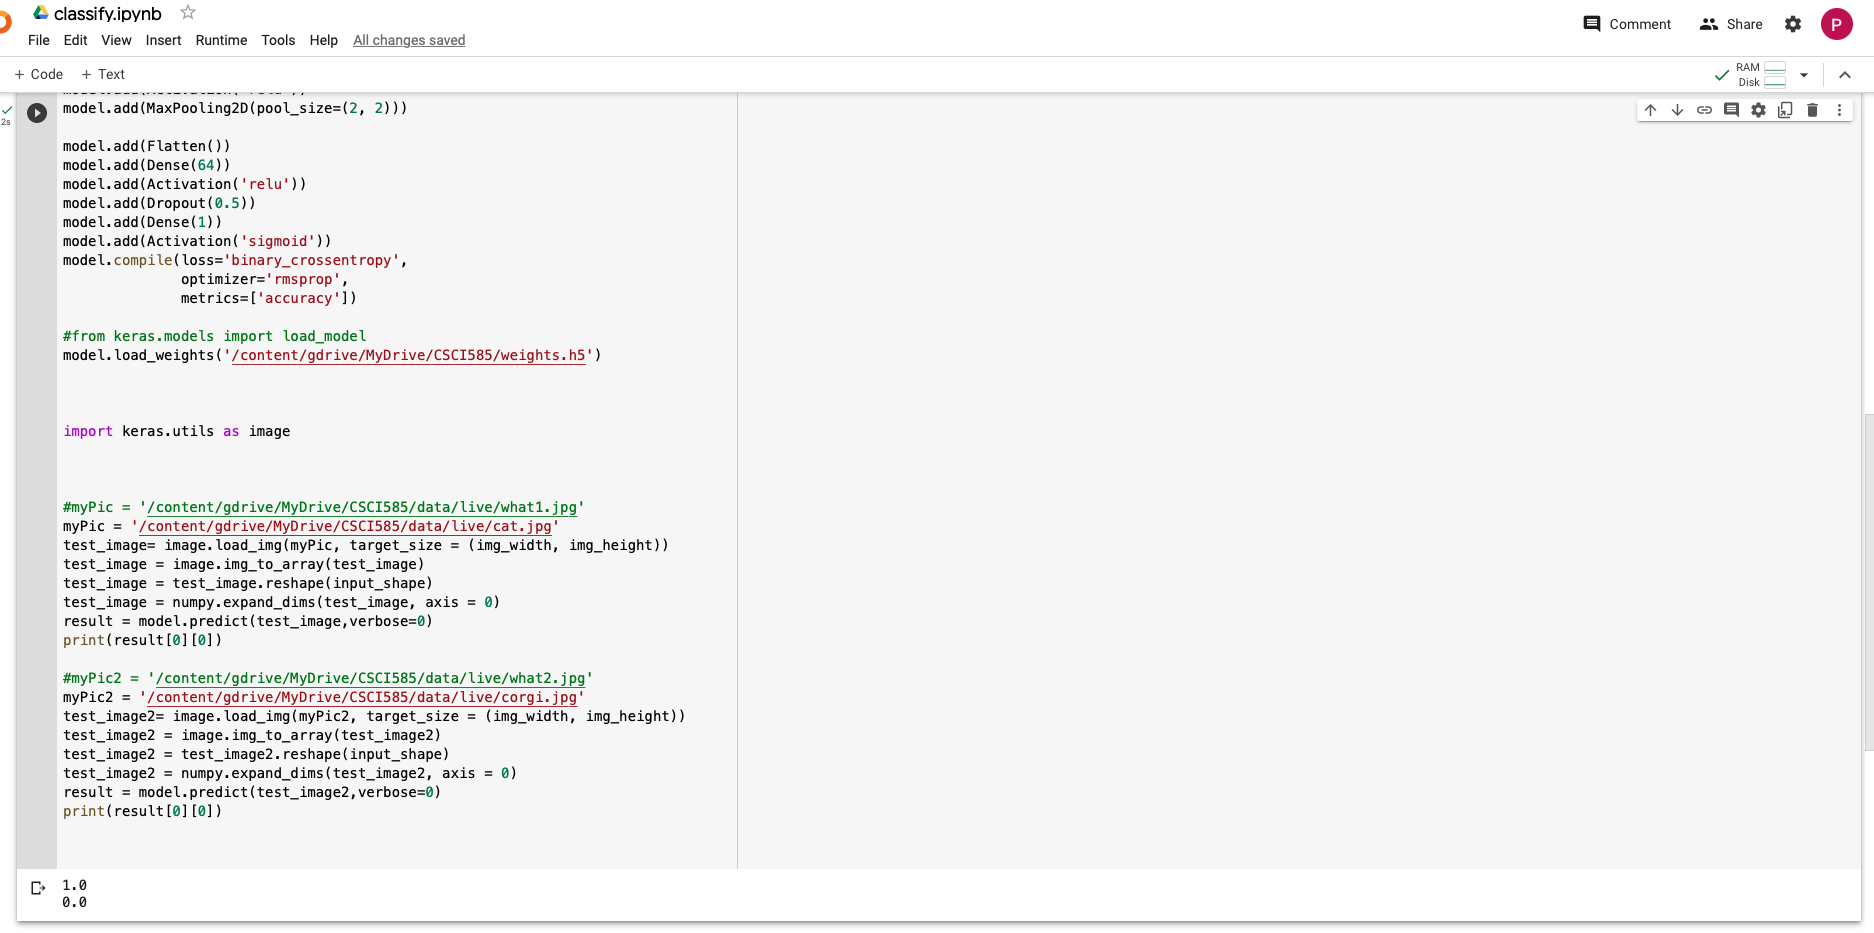 classify.ipynb
File Edit View Insert Runtime Tools Help All changes saved
Comment Share P
+ Code + Text
RAM
Disk
2s
model.add(MaxPooling2D(pool_size=(2, 2)))
model.add(Flatten())
model.add(Dense(64))
model.add(Activation('relu'))
model.add(Dropout(0.5))
model.add(Dense(1))
model.add(Activation('sigmoid'))
model.compile(loss='binary_crossentropy',
optimizer='rmsprop',
metrics=['accuracy'])
#from keras.models import load_model
model.load_weights('/content/gdrive/MyDrive/CSCI585/weights.h5')
import keras.utils as image
#myPic = '/content/gdrive/MyDrive/CSCI585/data/live/what1.jpg'
myPic = '/content/gdrive/MyDrive/CSCI585/data/live/cat.jpg'
test_image= image.load_img(myPic, target_size = (img_width, img_height))
test_image = image.img_to_array(test_image)
test_image = test_image.reshape(input_shape)
test_image = numpy.expand_dims(test_image, axis = 0)
result = model.predict(test_image,verbose=0)
print(result[0][0])
#myPic2 = '/content/gdrive/MyDrive/CSCI585/data/live/what2.jpg'
myPic2 = '/content/gdrive/MyDrive/CSCI585/data/live/corgi.jpg'
test_image2= image.load_img(myPic2, target_size = (img_width, img_height))
test_image2 = image.img_to_array(test_image2)
test_image2 = test_image2.reshape(input_shape)
test_image2 = numpy.expand_dims(test_image2, axis = 0)
result = model.predict(test_image2,verbose=0)
print(result[0][0])
1.0
0.0